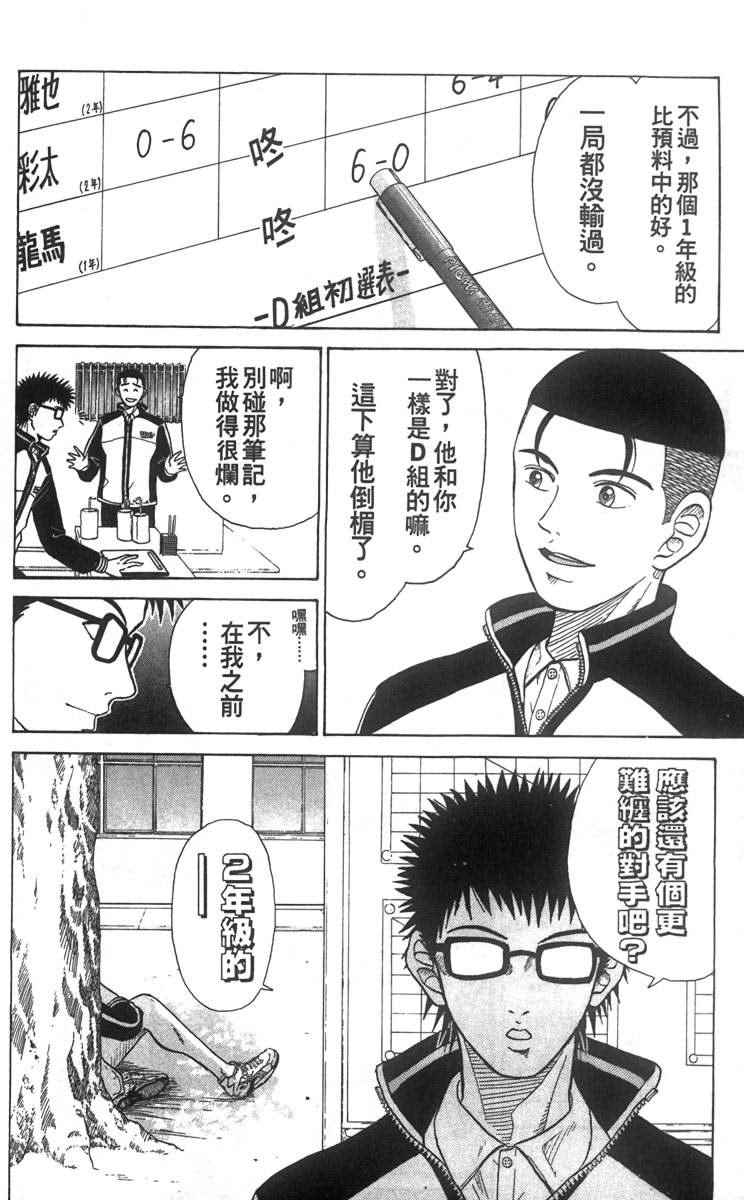 不過，那個1年級的
比預料中的好。
一局都沒輸過。
6-4
雅也
(2年)
彩太
(2年)
0-6
咚
6-0
龍馬
(1年)
咚
-D組初選表-
對了，他和你
一樣是D組的嘛。
這下算他倒楣了。
啊，
別碰那筆記，
我做得很爛。
嘿嘿……
不，
在我之前
……
應該還有個更
難纏的對手吧？
2年級的
——